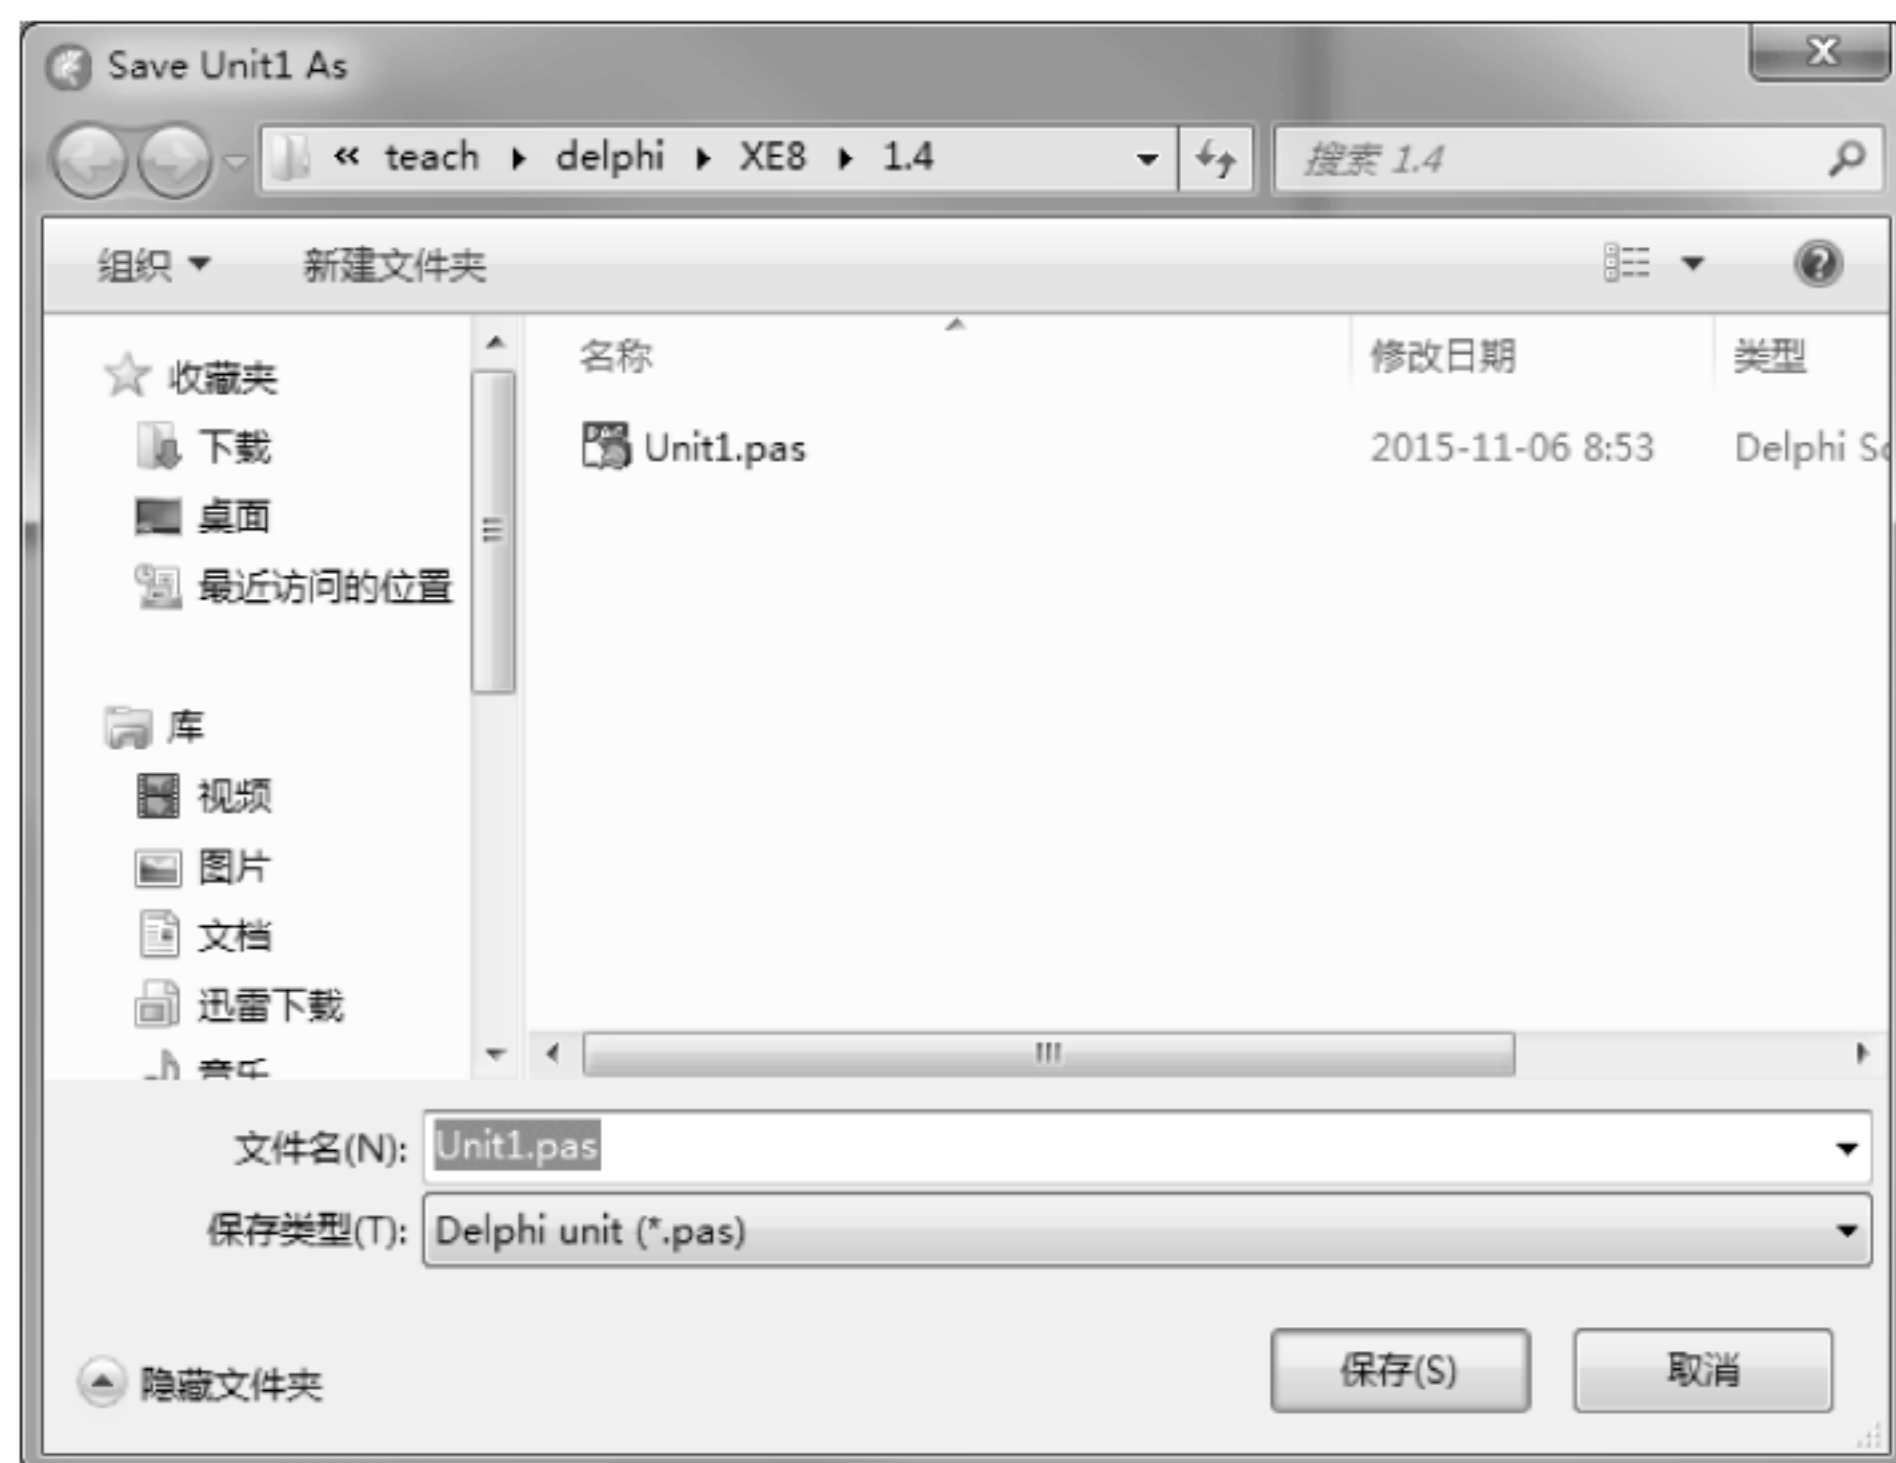 Save Unit1 As
« teach ▸ delphi ▸ XE8 ▸ 1.4
搜索 1.4
组织 新建文件夹
名称 修改日期 类型
收藏夹
下载
桌面
最近访问的位置
Unit1.pas 2015-11-06 8:53 Delphi
库
视频
图片
文档
迅雷下载
音乐
文件名(N): Unit1.pas
保存类型(T): Delphi unit (*.pas)
隐藏文件夹
保存(S) 取消